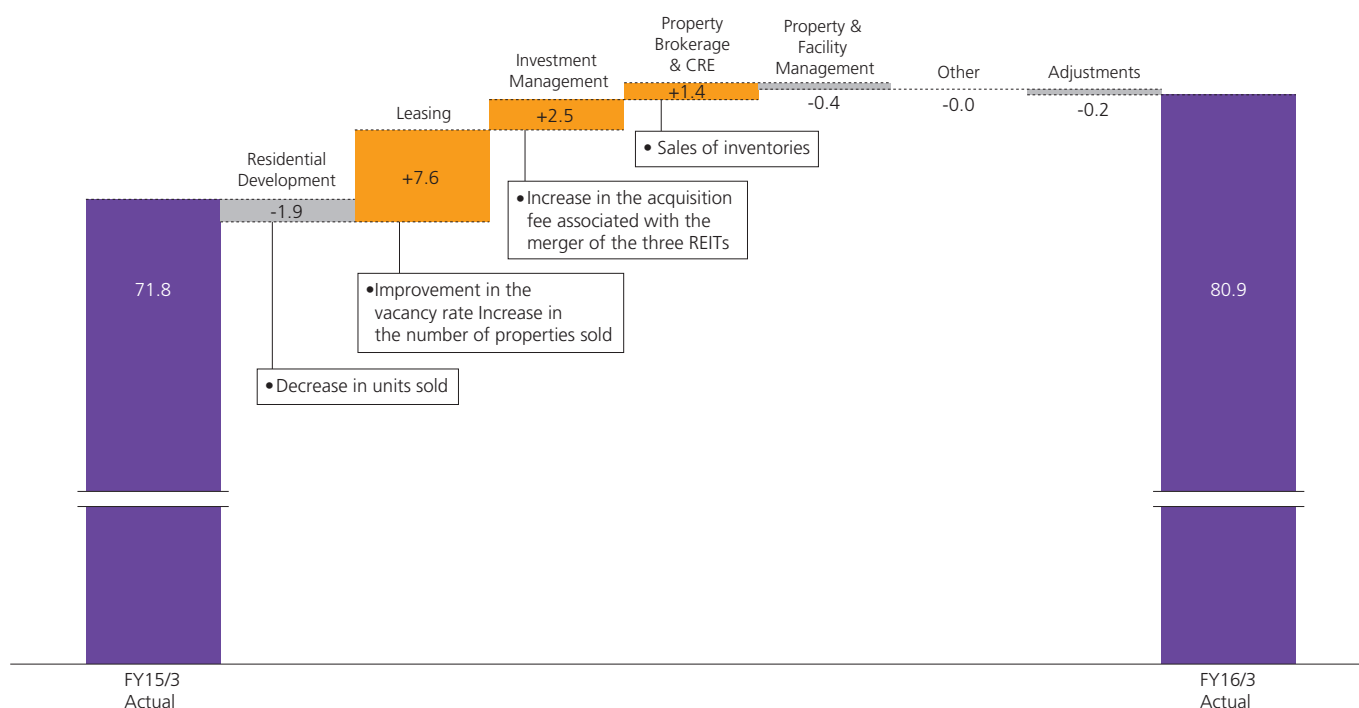 Residential
Development
-1.9
Leasing
+7.6
Investment
Management
+2.5
Property
Brokerage
& CRE
+1.4
Property &
Facility
Management
-0.4
Other
-0.0
Adjustments
-0.2
• Sales of inventories
•Increase in the acquisition
fee associated with the
merger of the three REITs
•Improvement in the
vacancy rate Increase in
the number of properties sold
•Decrease in units sold
71.8
80.9
FY15/3
Actual
FY16/3
Actual